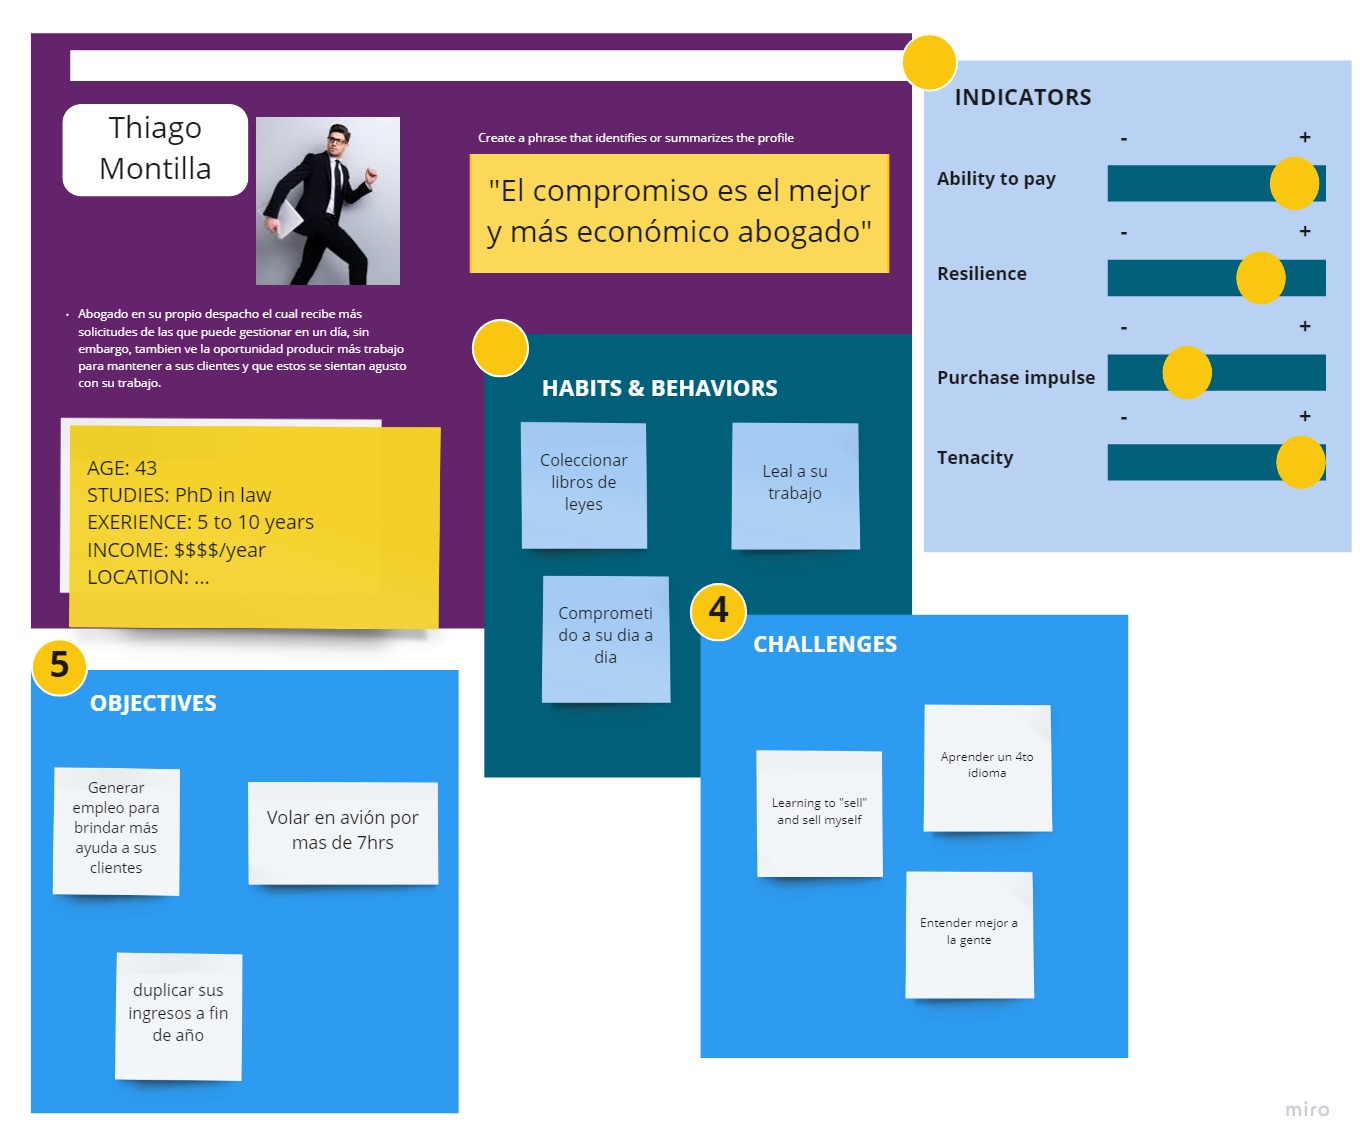 Thiago
Montilla
Create a phrase that identifies or summarizes the profile
"El compromiso es el mejor
y más económico abogado"
• Abogado en su propio despacho el cual recibe más
solicitudes de las que puede gestionar en un día, sin
embargo, tambien ve la oportunidad producir más trabajo
para mantener a sus clientes y que estos se sientan agusto
con su trabajo.
AGE: 43
STUDIES: PhD in law
EXERIENCE: 5 to 10 years
INCOME: $$$$/year
LOCATION: ...
INDICATORS
- +
Ability to pay
- +
Resilience
- +
Purchase impulse
- +
Tenacity
HABITS & BEHAVIORS
Coleccionar
libros de
leyes
Leal a su
trabajo
Comprometi
do a su dia a
dia
4
CHALLENGES
Learning to "sell"
and sell myself
Aprender un 4to
idioma
Entender mejor a
la gente
5
OBJECTIVES
Generar
empleo para
brindar más
ayuda a sus
clientes
Volar en avión por
mas de 7hrs
duplicar sus
ingresos a fin
de año
miro